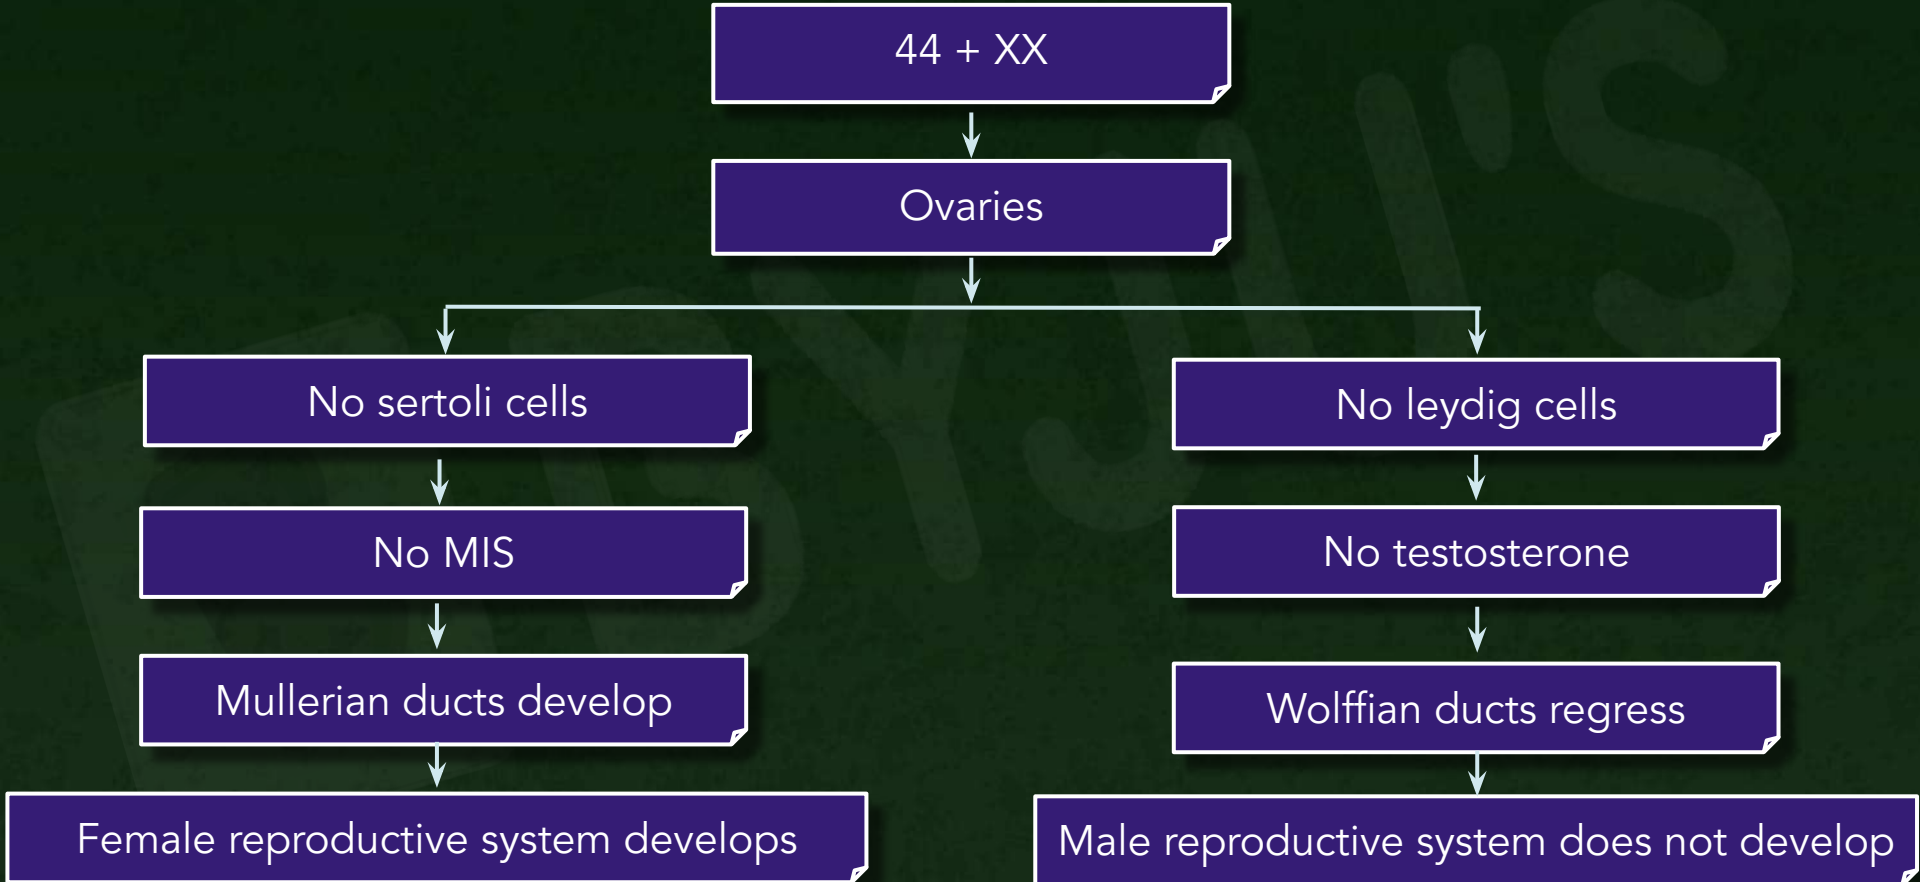 44 + XX
Ovaries
No sertoli cells
No leydig cells
No MIS
No testosterone
Mullerian ducts develop
Wolffian ducts regress
Female reproductive system develops
Male reproductive system does not develop
BYJU'S